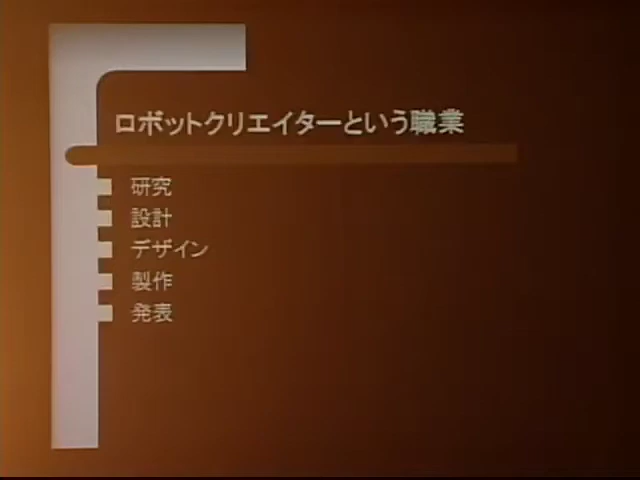 ロボットクリエイターという職業
研究
設計
デザイン
製作
発表